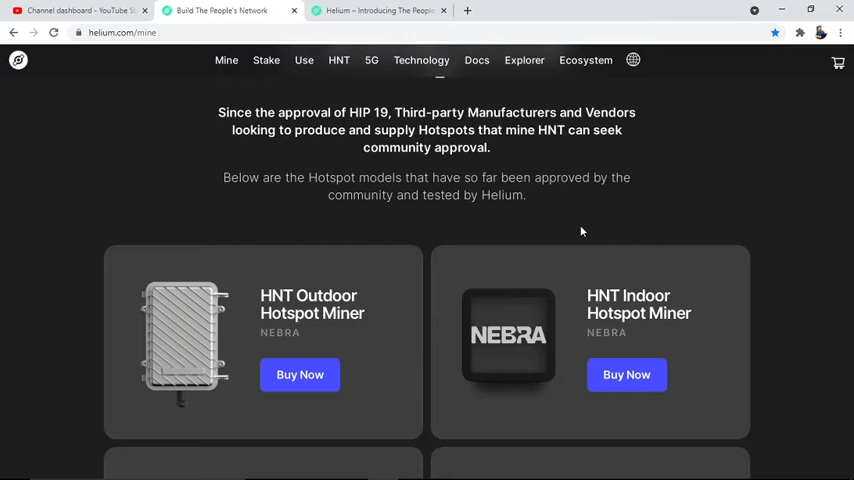 Channel dashboard - YouTube St
Build The People's Network
Helium – Introducing The People
helium.com/mine
Mine Stake Use HNT 5G Technology Docs Explorer Ecosystem
Since the approval of HIP 19, Third-party Manufacturers and Vendors
looking to produce and supply Hotspots that mine HNT can seek
community approval.
Below are the Hotspot models that have so far been approved by the
community and tested by Helium.
HNT Outdoor
Hotspot Miner
NEBRA
Buy Now
NEBRA
HNT Indoor
Hotspot Miner
NEBRA
Buy Now